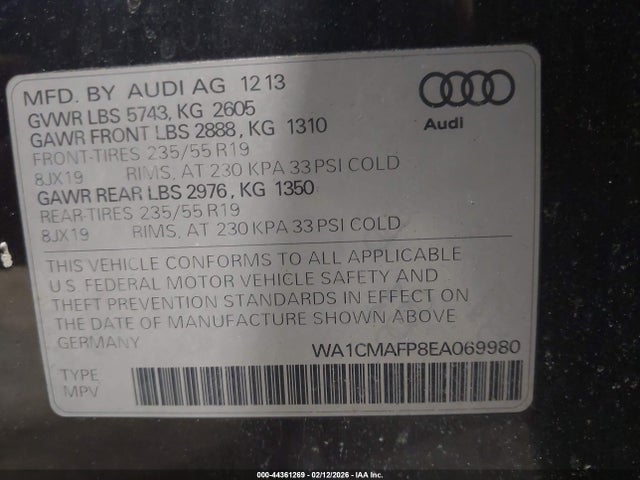 MFD. BY AUDI AG 12 13
GVWR LBS 5743, KG 2605
GAWR FRONT LBS 2888, KG 1310
FRONT-TIRES 235/55 R19
8JX19 RIMS, AT 230 KPA 33 PSI COLD
GAWR REAR LBS 2976, KG 1350
REAR-TIRES 235/55 R19
8JX19 RIMS, AT 230 KPA 33 PSI COLD
Audi
THIS VEHICLE CONFORMS TO ALL APPLICABLE
U.S. FEDERAL MOTOR VEHICLE SAFETY AND
THEFT PREVENTION STANDARDS IN EFFECT ON
THE DATE OF MANUFACTURE SHOWN ABOVE
GERMANY WA1CMAFP8EA069980
TYPE
MPV
000-44361269 - 02/12/2026 - IAA Inc.